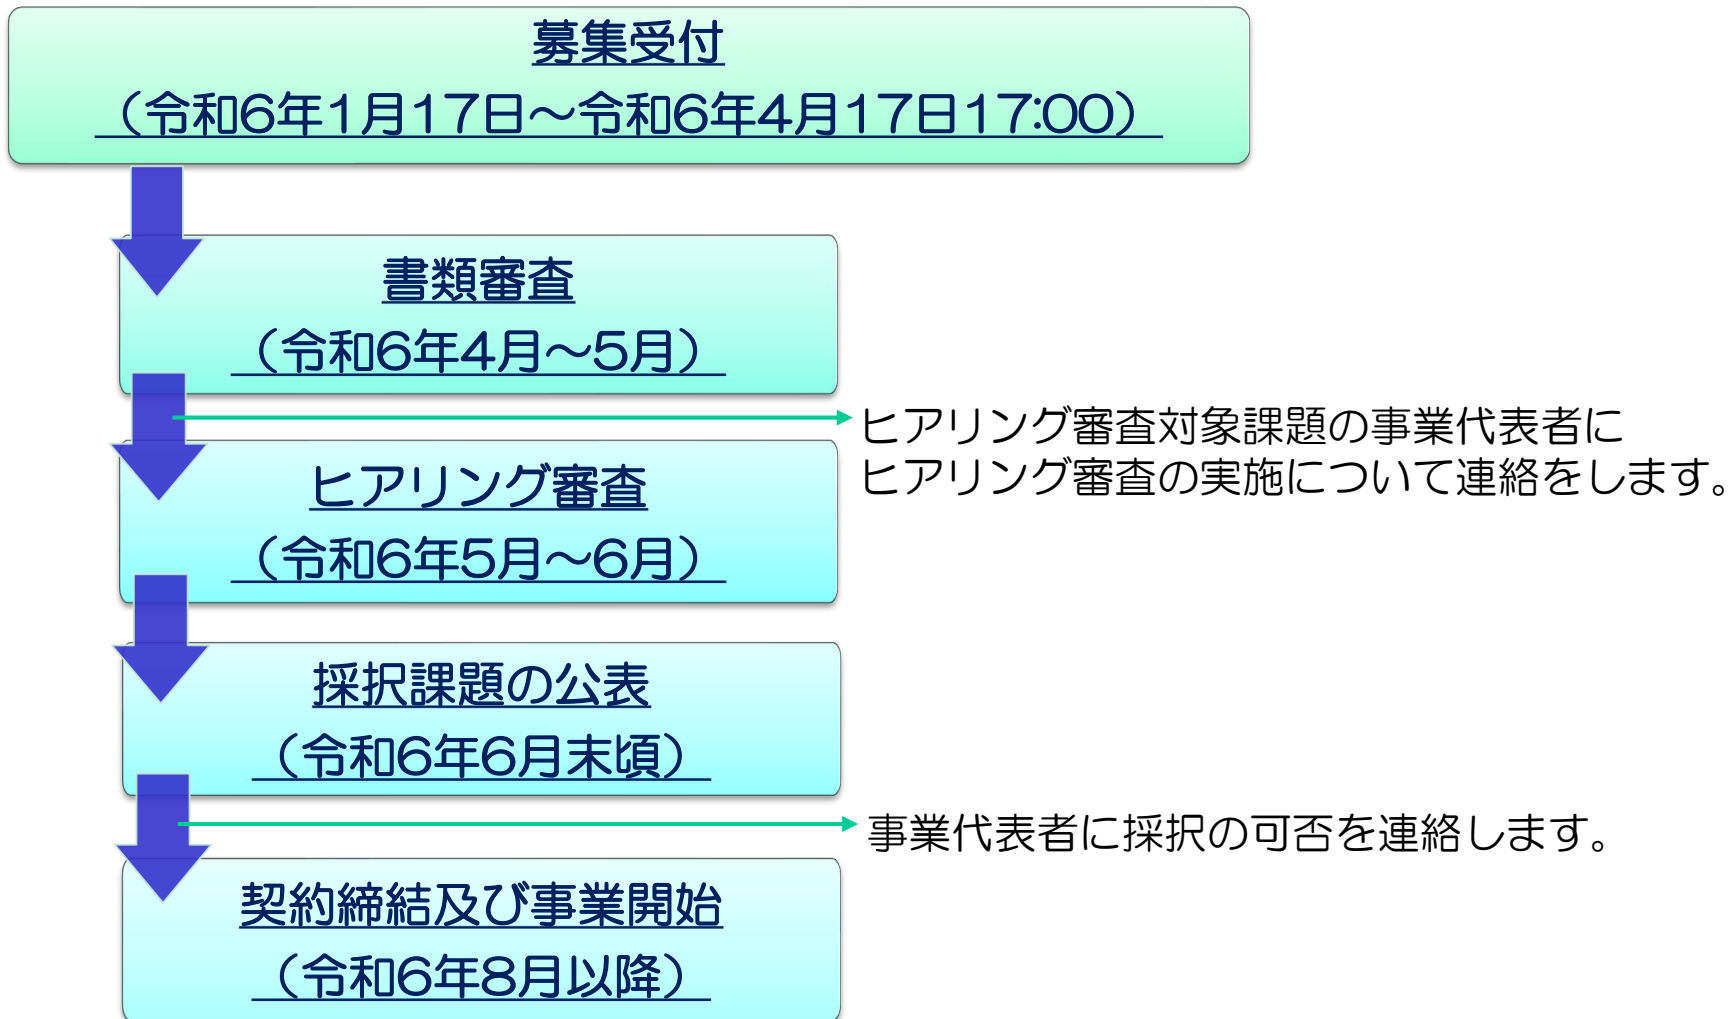 募集受付
（令和6年1月17日～令和6年4月17日17:00）
書類審査
（令和6年4月～5月）
ヒアリング審査対象課題の事業代表者に
ヒアリング審査の実施について連絡をします。
ヒアリング審査
（令和6年5月～6月）
採択課題の公表
（令和6年6月末頃）
事業代表者に採択の可否を連絡します。
契約締結及び事業開始
（令和6年8月以降）